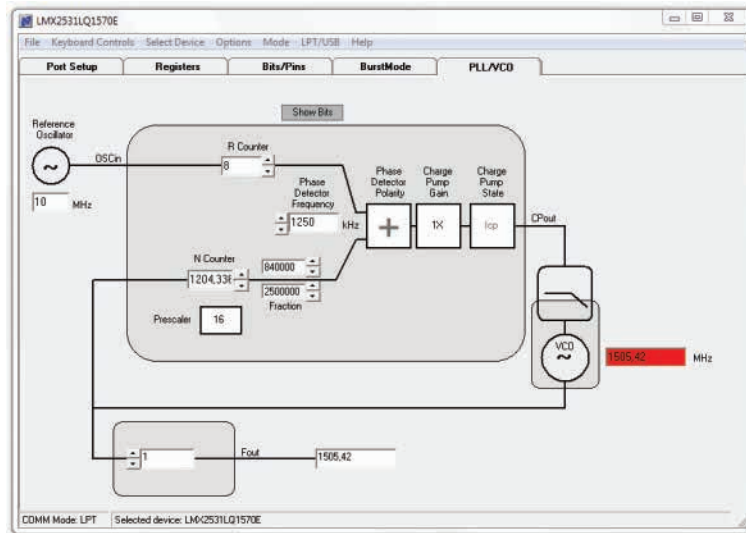 LMX2531LQ1570E
File Keyboard Controls Select Device Options Mode LPT/USB Help
Port Setup Registers Bits/Pins BurstMode PLL/VCO
Show Bits
Reference
Oscillator
OSCin
10 MHz
R Counter
8
Phase
Detector
Frequency
1250 kHz
Phase
Detector
Polarity
+
Charge
Pump
Gain
1X
Charge
Pump
State
Icp
CPout
N Counter
1204,336
840000
2500000
Fraction
Prescaler 16
VCO
1505,42 MHz
1 Fout 1505,42
COMM Mode: LPT Selected device: LMX2531LQ1570E